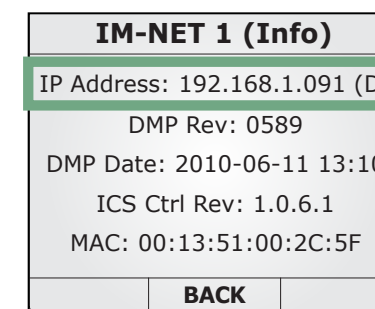 IM-NET 1 (Info)
IP Address: 192.168.1.091 (D
DMP Rev: 0589
DMP Date: 2010-06-11 13:10
ICS Ctrl Rev: 1.0.6.1
MAC: 00:13:51:00:2C:5F
BACK